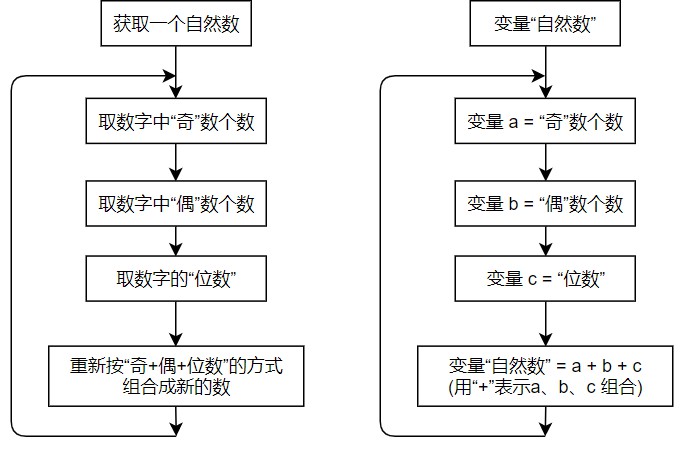 获取一个自然数
取数字中“奇”数个数
取数字中“偶”数个数
取数字的“位数”
重新按“奇+偶+位数”的方式
组合成新的数
变量“自然数”
变量 a = “奇”数个数
变量 b = “偶”数个数
变量 c = “位数”
变量“自然数” = a + b + c
(用“+”表示a、b、c 组合)